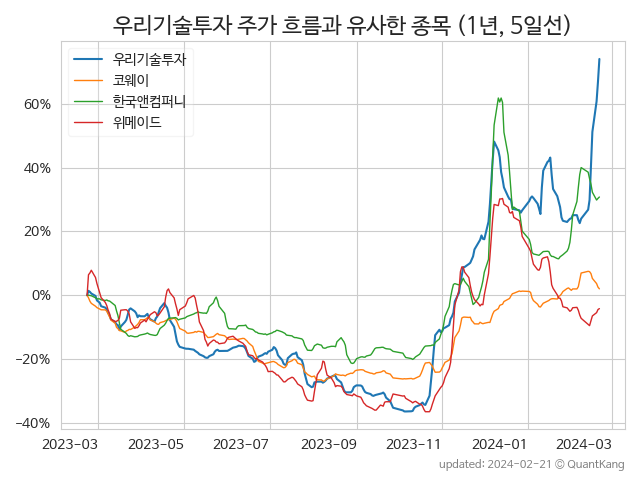 우리기술투자 주가 흐름과 유사한 종목 (1년, 5일선)
우리기술투자
코웨이
한국앤컴퍼니
위메이드
60%
40%
20%
0%
−20%
−40%
2023-03 2023-05 2023-07 2023-09 2023-11 2024-01 2024-03
updated: 2024-02-21 © QuantKang